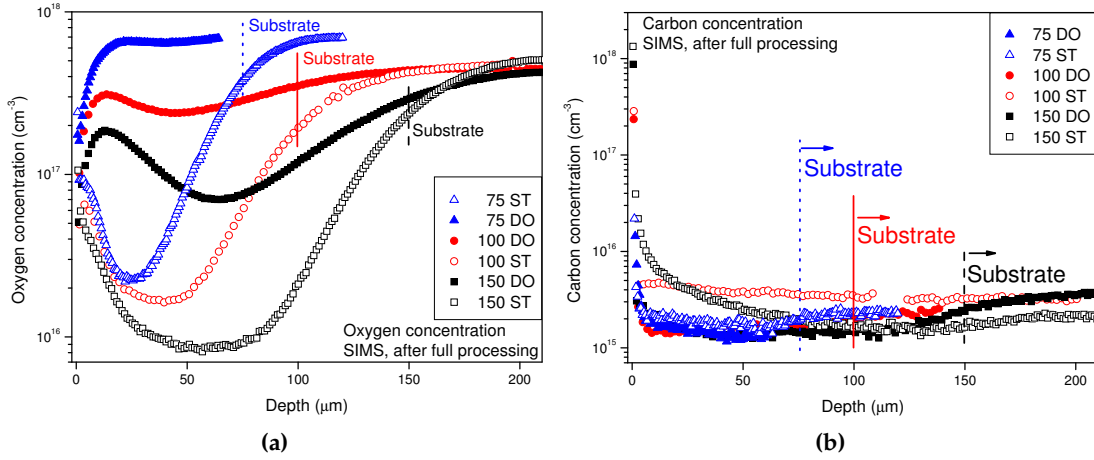 10^18
10^17
10^16
Oxygen concentration (cm^-3)
Substrate
Substrate
Substrate
75 ST
75 DO
100 DO
100 ST
150 DO
150 ST
Oxygen concentration
SIMS, after full processing
0 50 100 150 200
Depth (μm)
(a)
Carbon concentration
SIMS, after full processing
10^18
10^17
10^16
10^15
Carbon concentration (cm^-3)
75 DO
75 ST
100 DO
100 ST
150 DO
150 ST
Substrate
Substrate
Substrate
0 50 100 150 200
Depth (μm)
(b)